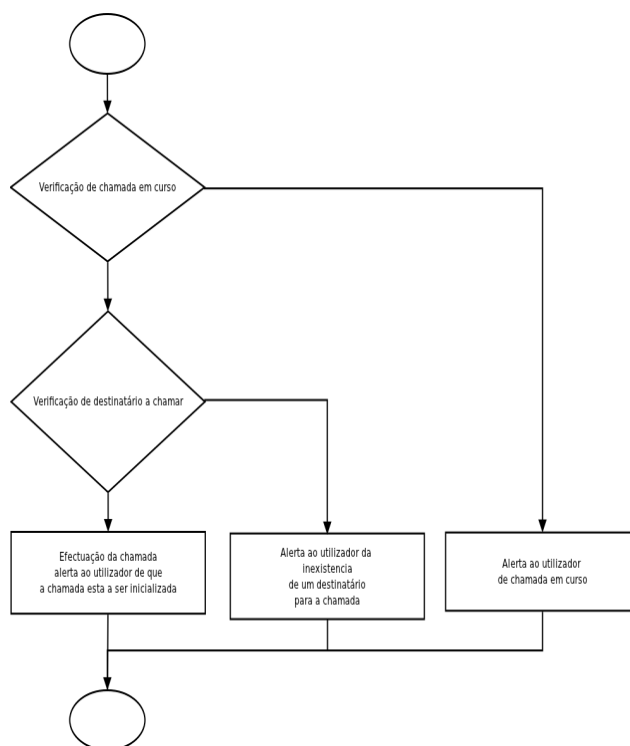 Verificação de chamada em curso
Verificação de destinatário a chamar
Efectuação da chamada
alerta ao utilizador de que
a chamada esta a ser inicializada
Alerta ao utilizador da
inexistencia
de um destinatário
para a chamada
Alerta ao utilizador
de chamada em curso